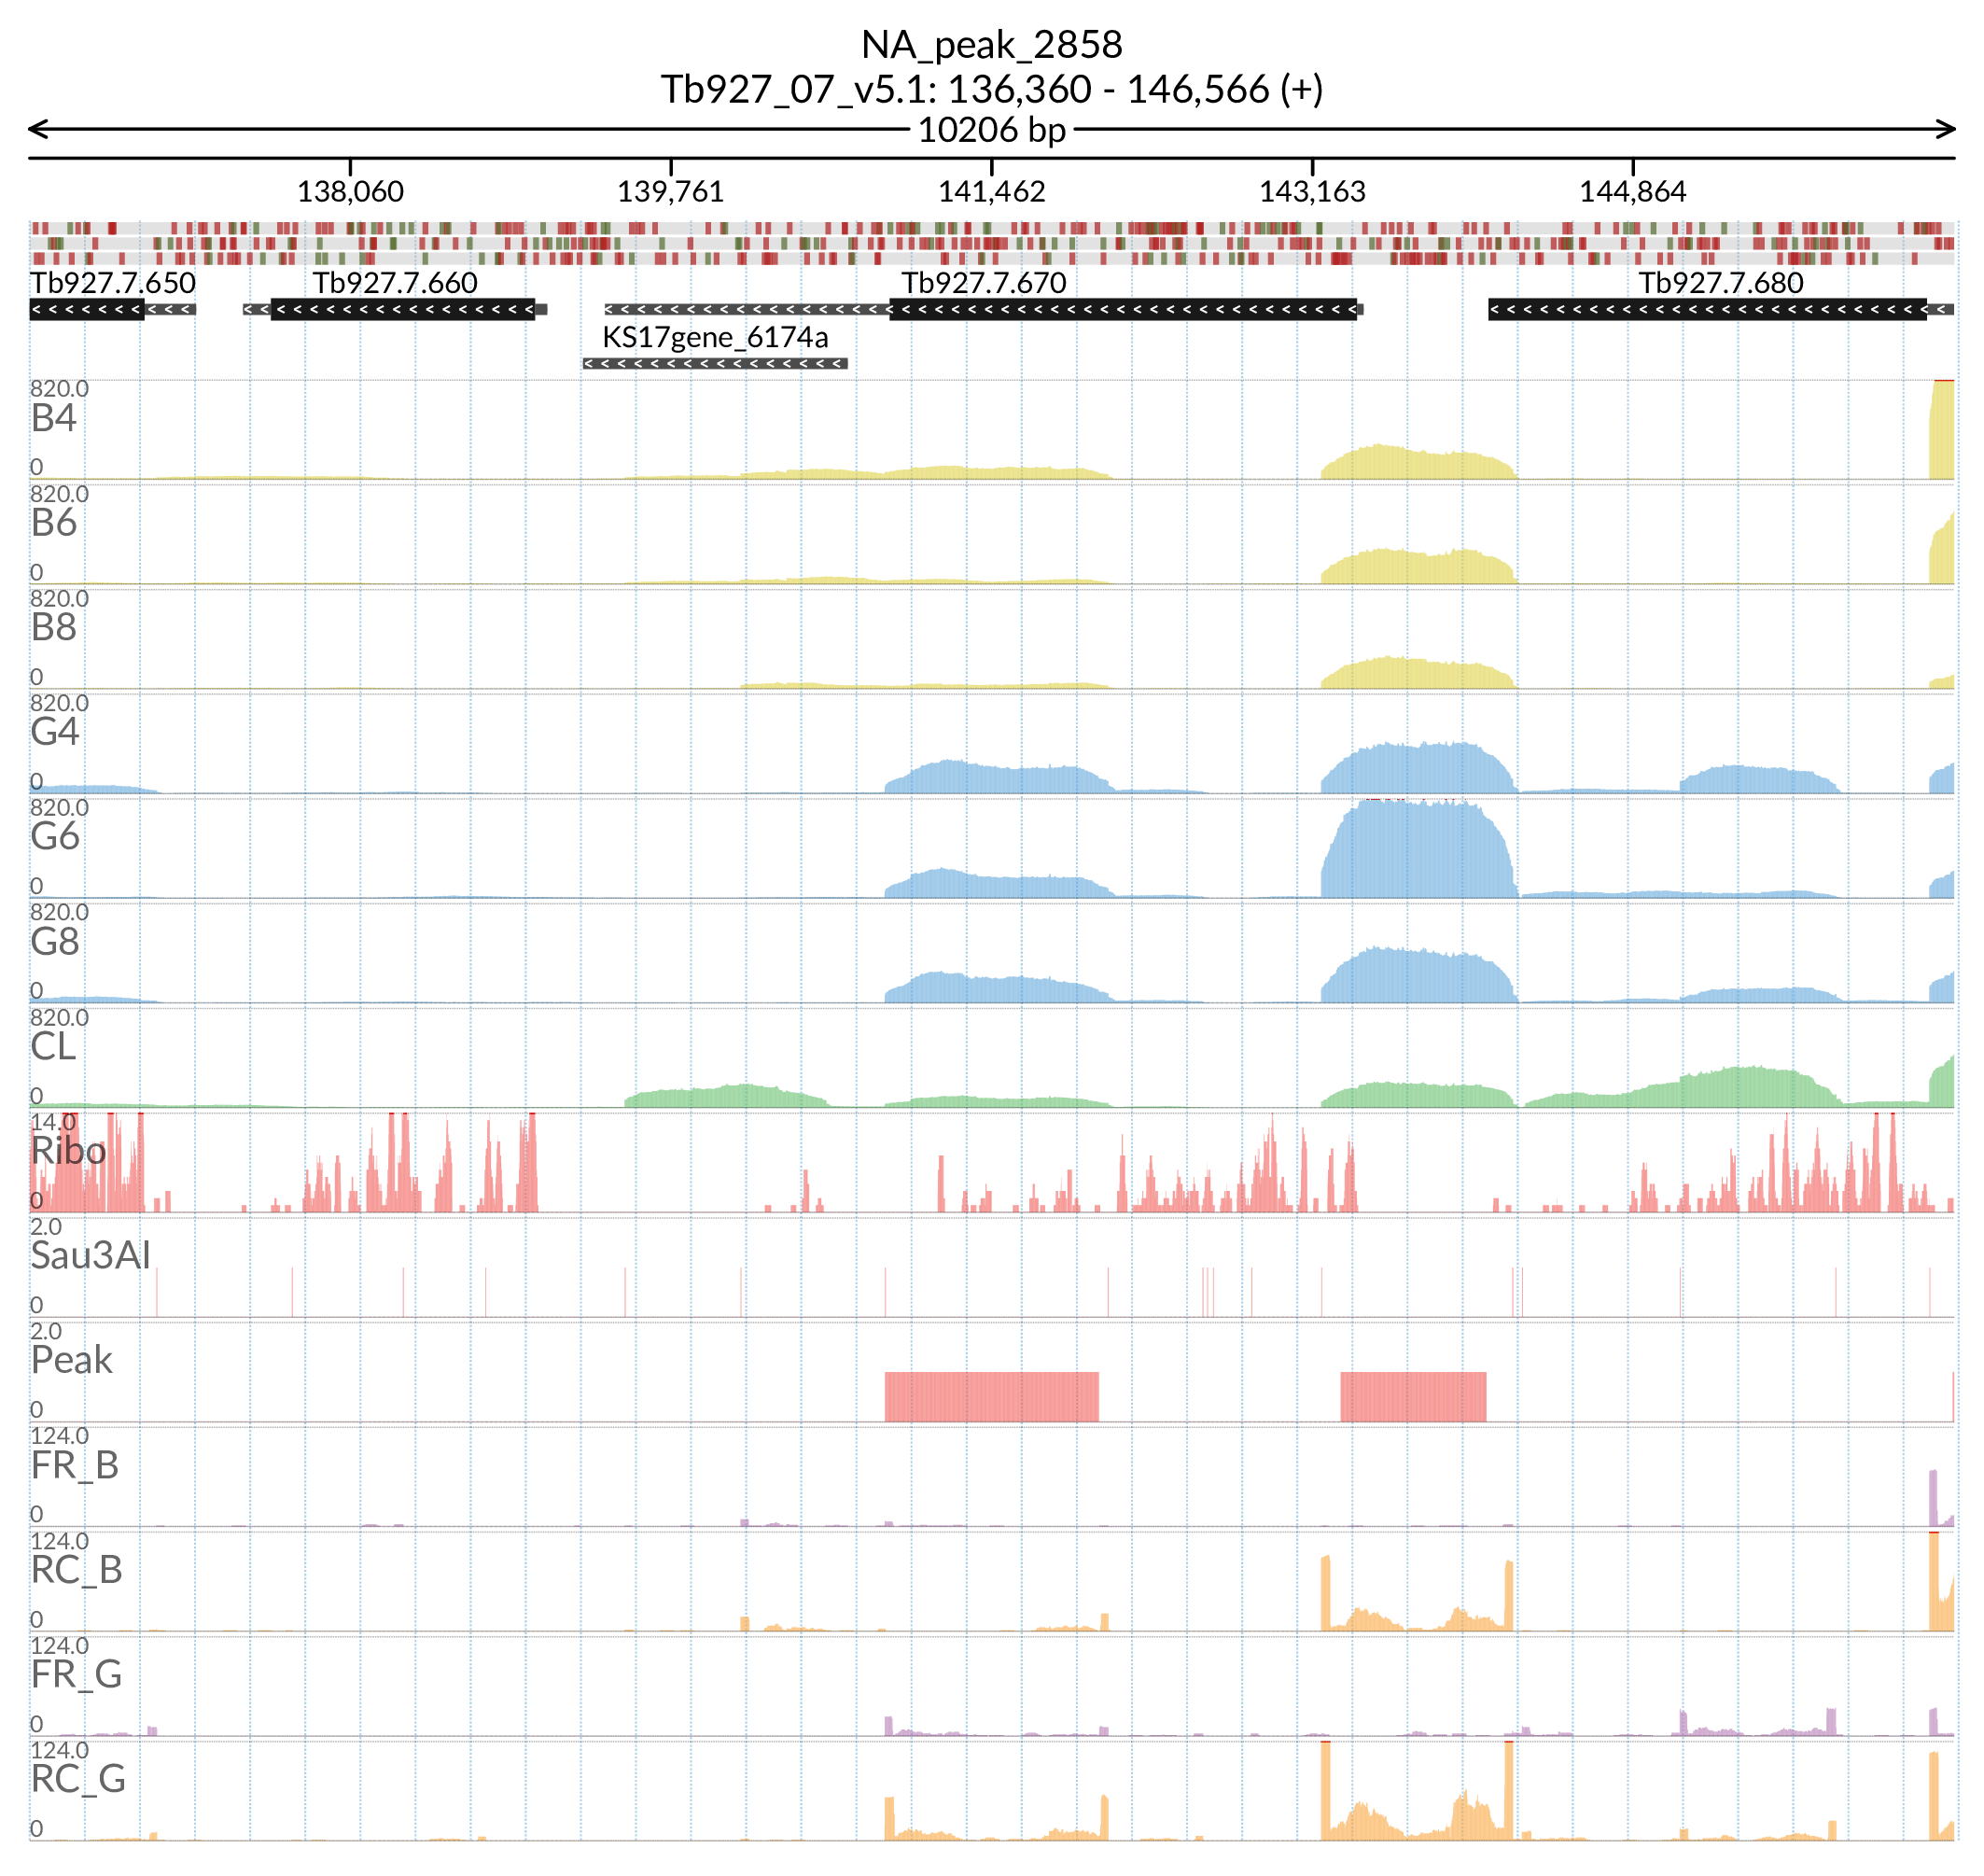 NA_peak_2858
Tb927_07_v5.1: 136,360 - 146,566 (+)
10206 bp
138,060 139,761 141,462 143,163 144,864
Tb927.7.650 Tb927.7.660 Tb927.7.670 Tb927.7.680
KS17gene_6174a
820.0
B4
0
820.0
B6
0
820.0
B8
0
820.0
G4
0
820.0
G6
0
820.0
G8
0
820.0
CL
0
14.0
Ribo
0
2.0
Sau3AI
0
2.0
Peak
0
124.0
FR_B
0
124.0
RC_B
0
124.0
FR_G
0
124.0
RC_G
0